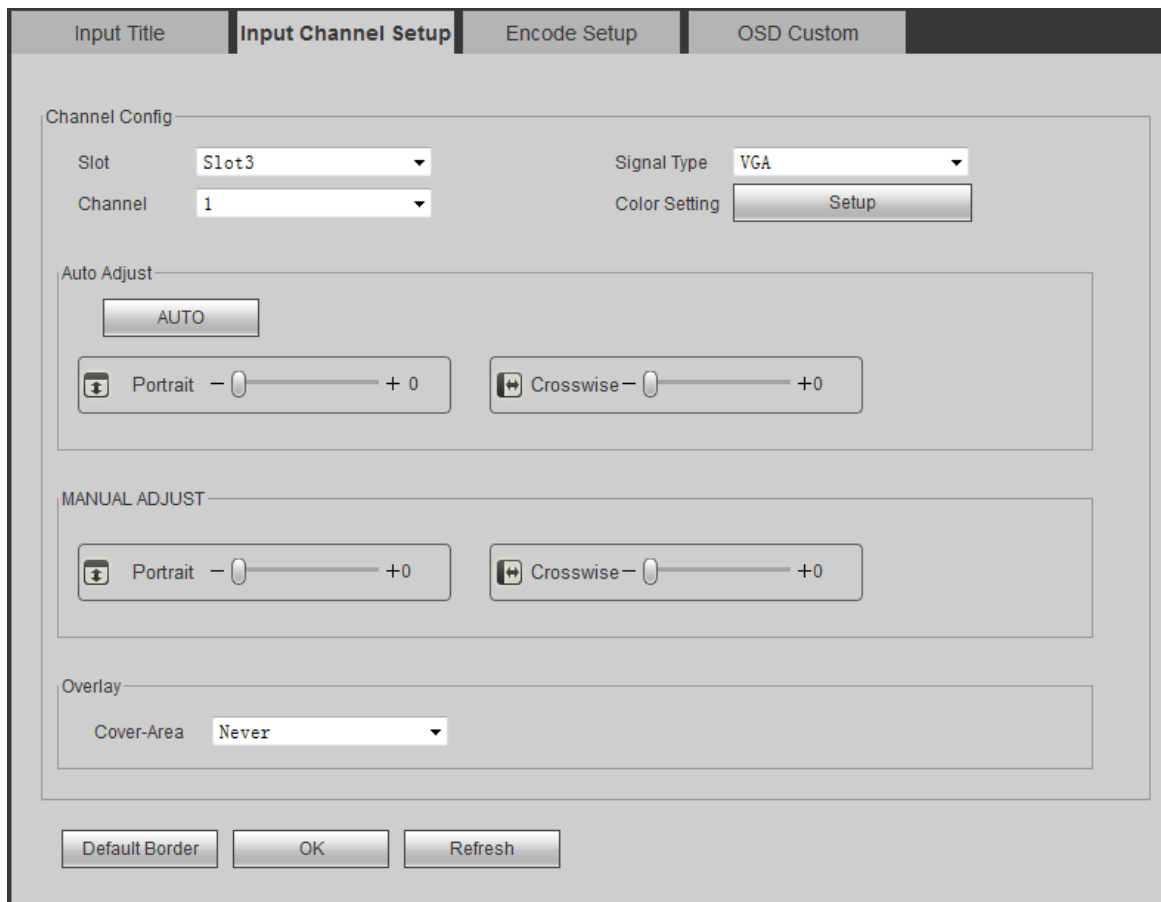 Input Title Input Channel Setup Encode Setup OSD Custom
Channel Config
Slot Slot3 Signal Type VGA
Channel 1 Color Setting Setup
Auto Adjust
AUTO
Portrait − + 0 Crosswise − +0
MANUAL ADJUST
Portrait − +0 Crosswise − +0
Overlay
Cover-Area Never
Default Border OK Refresh